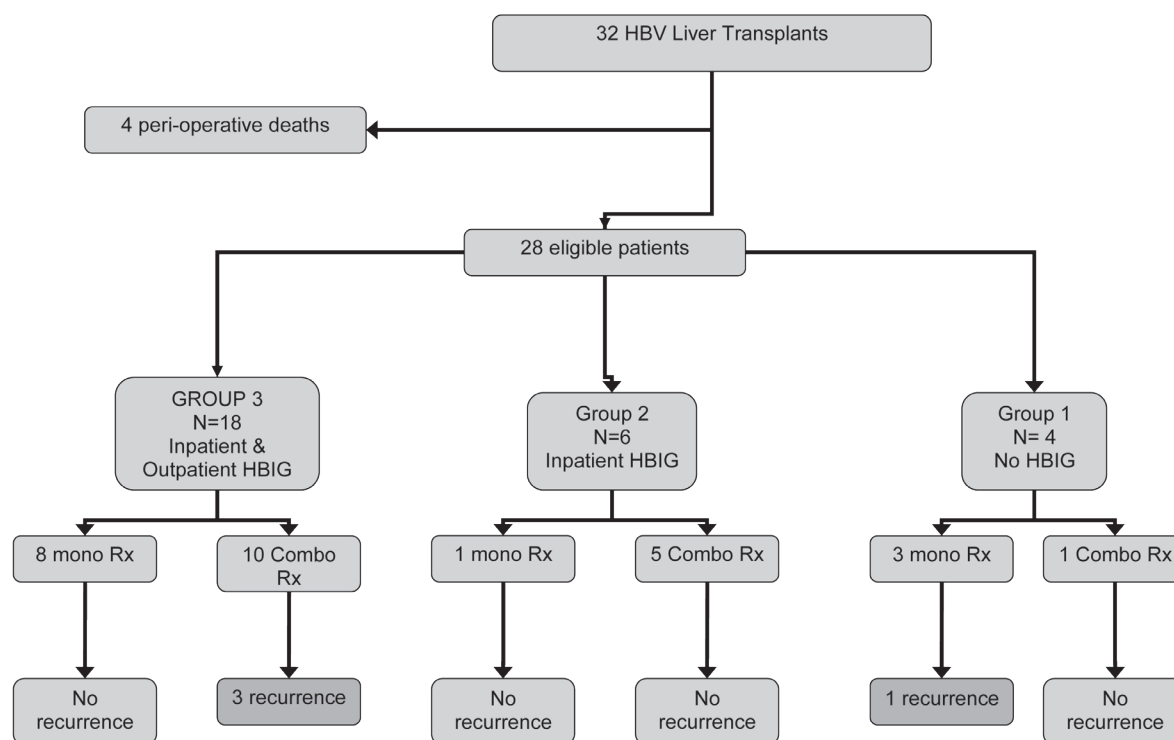 32 HBV Liver Transplants
4 peri-operative deaths
28 eligible patients
GROUP 3
N=18
Inpatient &
Outpatient HBIG
Group 2
N=6
Inpatient HBIG
Group 1
N= 4
No HBIG
8 mono Rx
10 Combo
Rx
1 mono Rx
5 Combo Rx
3 mono Rx
1 Combo Rx
No
recurrence
3 recurrence
No
recurrence
No
recurrence
1 recurrence
No
recurrence